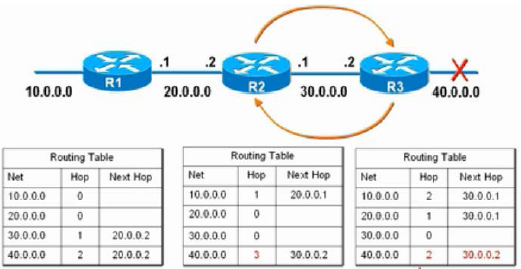 .1 .2 .1 .2
R1 R2 R3
10.0.0.0 20.0.0.0 30.0.0.0 40.0.0.0
Routing Table
Net Hop Next Hop
10.0.0.0 0
20.0.0.0 0
30.0.0.0 1 20.0.0.2
40.0.0.0 2 20.0.0.2
Routing Table
Net Hop Next Hop
10.0.0.0 1 20.0.0.1
20.0.0.0 0
30.0.0.0 0
40.0.0.0 3 30.0.0.2
Routing Table
Net Hop Next Hop
10.0.0.0 2 30.0.0.1
20.0.0.0 1 30.0.0.1
30.0.0.0 0
40.0.0.0 2 30.0.0.2